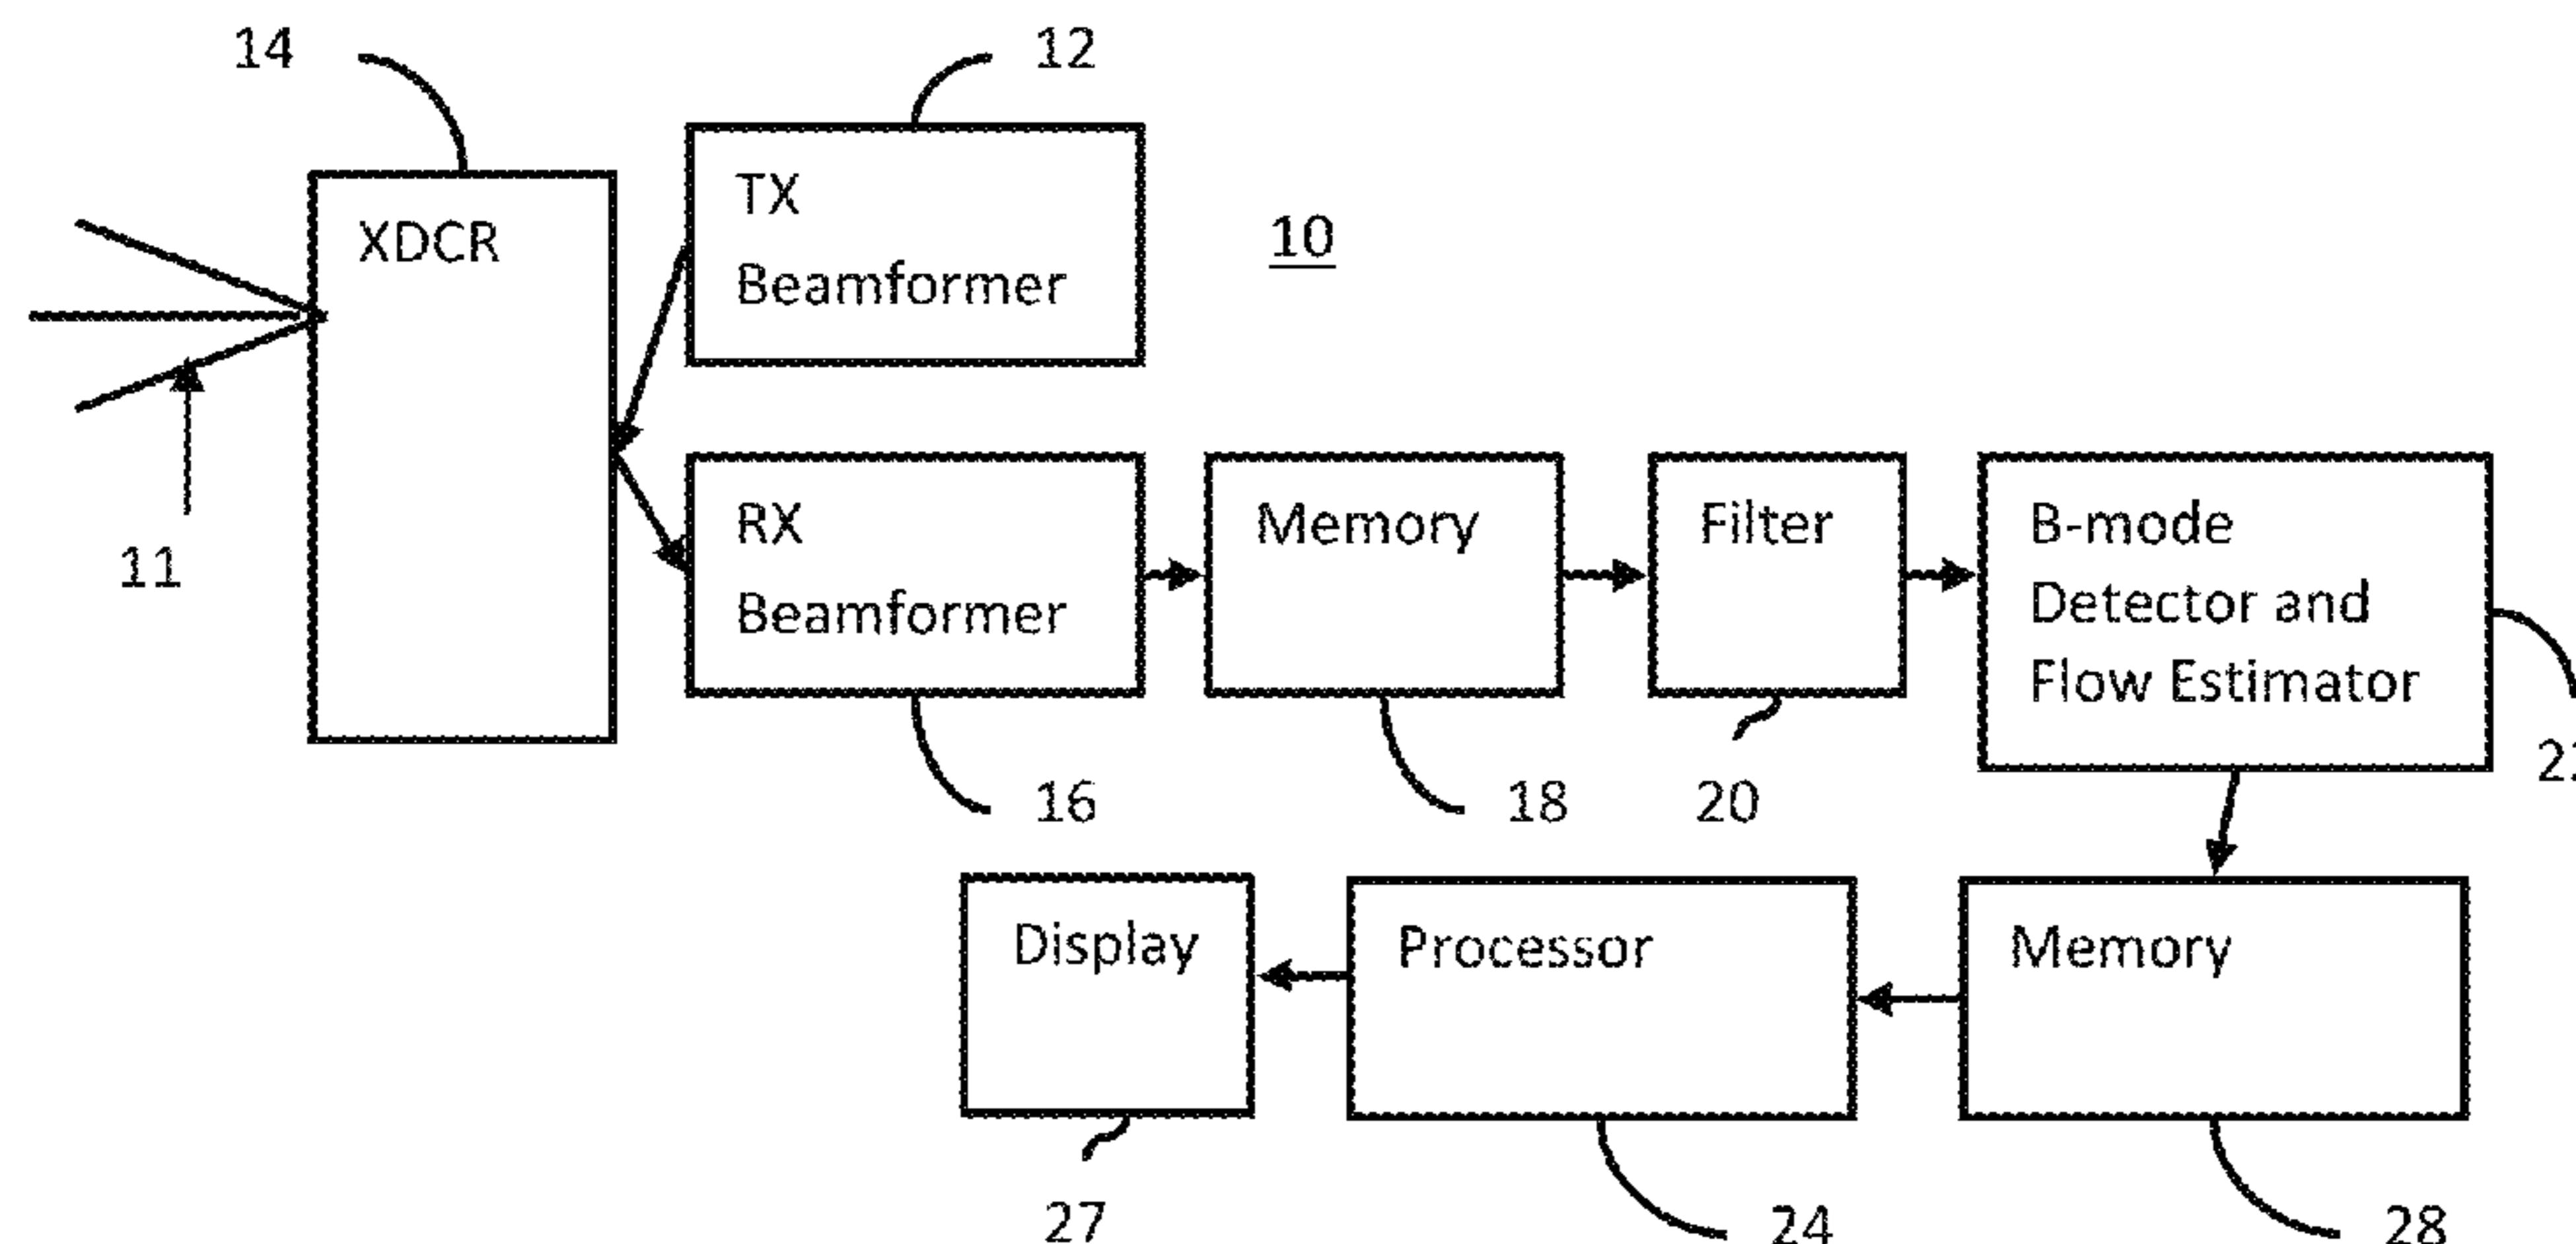 14
12
XDCR
TX
Beamformer
10
11
RX
Beamformer
Memory
Filter
B-mode
Detector and
Flow Estimator
16
18
20
Display
Processor
Memory
27
24
28